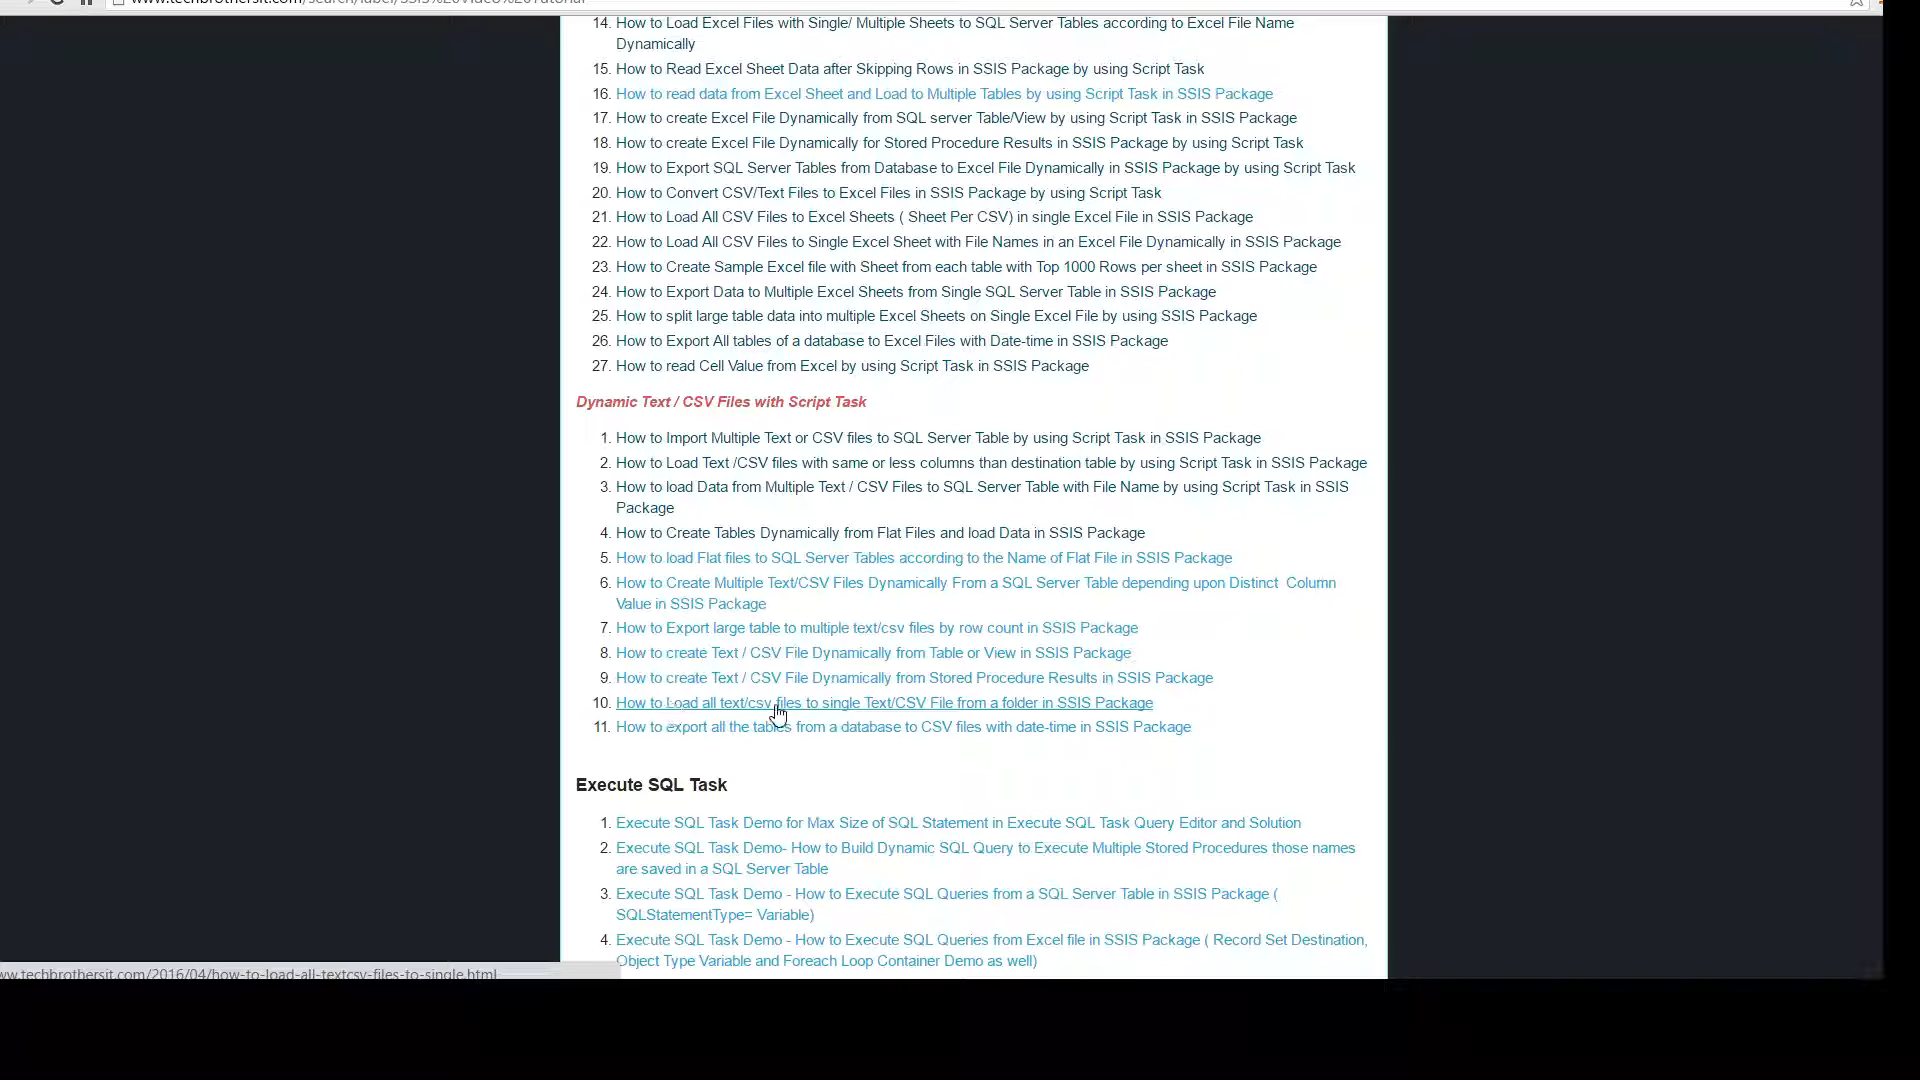 www.techbrothersit.com/search/label/SSIS%20Video%20Tutorial
14. How to Load Excel Files with Single/ Multiple Sheets to SQL Server Tables according to Excel File Name
Dynamically
15. How to Read Excel Sheet Data after Skipping Rows in SSIS Package by using Script Task
16. How to read data from Excel Sheet and Load to Multiple Tables by using Script Task in SSIS Package
17. How to create Excel File Dynamically from SQL server Table/View by using Script Task in SSIS Package
18. How to create Excel File Dynamically for Stored Procedure Results in SSIS Package by using Script Task
19. How to Export SQL Server Tables from Database to Excel File Dynamically in SSIS Package by using Script Task
20. How to Convert CSV/Text Files to Excel Files in SSIS Package by using Script Task
21. How to Load All CSV Files to Excel Sheets ( Sheet Per CSV) in single Excel File in SSIS Package
22. How to Load All CSV Files to Single Excel Sheet with File Names in an Excel File Dynamically in SSIS Package
23. How to Create Sample Excel file with Sheet from each table with Top 1000 Rows per sheet in SSIS Package
24. How to Export Data to Multiple Excel Sheets from Single SQL Server Table in SSIS Package
25. How to split large table data into multiple Excel Sheets on Single Excel File by using SSIS Package
26. How to Export All tables of a database to Excel Files with Date-time in SSIS Package
27. How to read Cell Value from Excel by using Script Task in SSIS Package
Dynamic Text / CSV Files with Script Task
1. How to Import Multiple Text or CSV files to SQL Server Table by using Script Task in SSIS Package
2. How to Load Text /CSV files with same or less columns than destination table by using Script Task in SSIS Package
3. How to load Data from Multiple Text / CSV Files to SQL Server Table with File Name by using Script Task in SSIS
Package
4. How to Create Tables Dynamically from Flat Files and load Data in SSIS Package
5. How to load Flat files to SQL Server Tables according to the Name of Flat File in SSIS Package
6. How to Create Multiple Text/CSV Files Dynamically From a SQL Server Table depending upon Distinct Column
Value in SSIS Package
7. How to Export large table to multiple text/csv files by row count in SSIS Package
8. How to create Text / CSV File Dynamically from Table or View in SSIS Package
9. How to create Text / CSV File Dynamically from Stored Procedure Results in SSIS Package
10. How to Load all text/csv files to single Text/CSV File from a folder in SSIS Package
11. How to export all the tables from a database to CSV files with date-time in SSIS Package
Execute SQL Task
1. Execute SQL Task Demo for Max Size of SQL Statement in Execute SQL Task Query Editor and Solution
2. Execute SQL Task Demo- How to Build Dynamic SQL Query to Execute Multiple Stored Procedures those names
are saved in a SQL Server Table
3. Execute SQL Task Demo - How to Execute SQL Queries from a SQL Server Table in SSIS Package (
SQLStatementType= Variable)
4. Execute SQL Task Demo - How to Execute SQL Queries from Excel file in SSIS Package ( Record Set Destination,
Object Type Variable and Foreach Loop Container Demo as well)
ww.techbrothersit.com/2016/04/how-to-load-all-textcsv-files-to-single.html